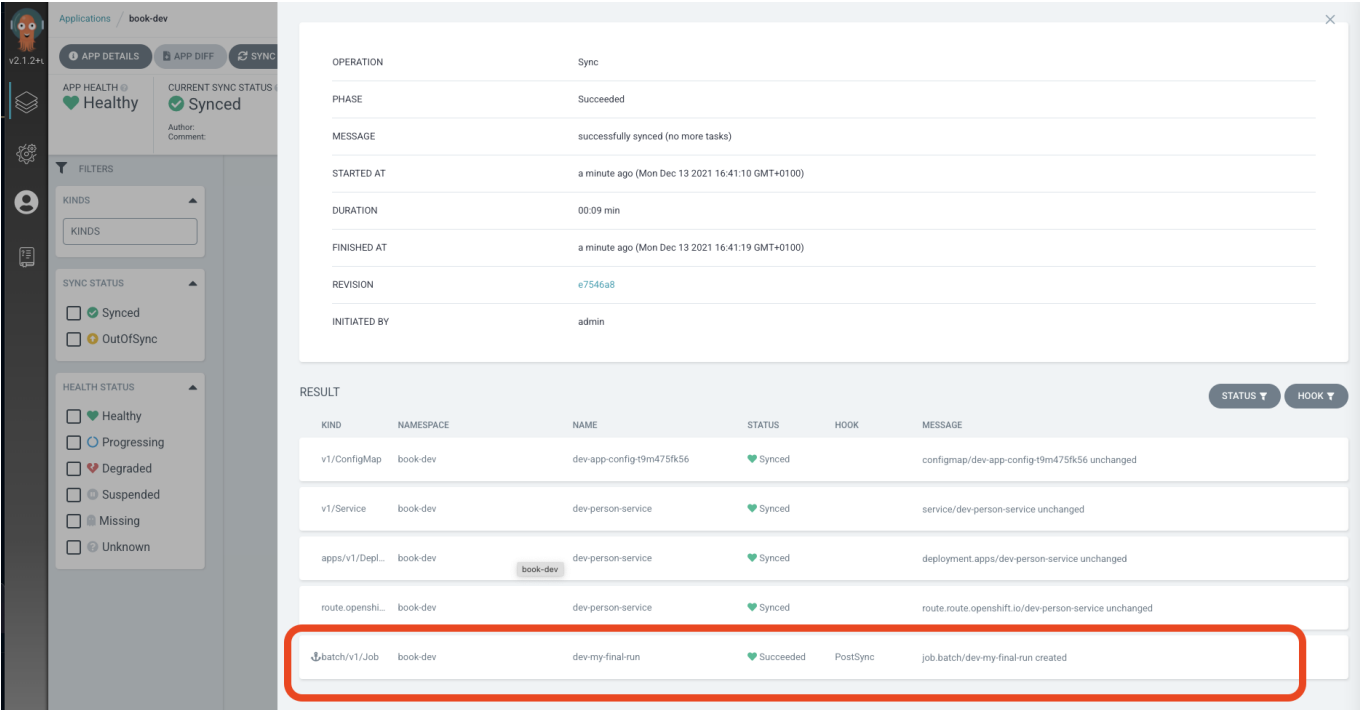 Applications / book-dev
v2.1.2+u
APP DETAILS
APP DIFF
SYNC
APP HEALTH
Healthy
CURRENT SYNC STATUS
Synced
Author:
Comment:
FILTERS
KINDS
KINDS
SYNC STATUS
Synced
OutOfSync
HEALTH STATUS
Healthy
Progressing
Degraded
Suspended
Missing
Unknown
OPERATION Sync
PHASE Succeeded
MESSAGE successfully synced (no more tasks)
STARTED AT a minute ago (Mon Dec 13 2021 16:41:10 GMT+0100)
DURATION 00:09 min
FINISHED AT a minute ago (Mon Dec 13 2021 16:41:19 GMT+0100)
REVISION e7546a8
INITIATED BY admin
RESULT
STATUS HOOK
KIND NAMESPACE NAME STATUS HOOK MESSAGE
v1/ConfigMap book-dev dev-app-config-t9m475fk56 Synced configmap/dev-app-config-t9m475fk56 unchanged
v1/Service book-dev dev-person-service Synced service/dev-person-service unchanged
apps/v1/Depl... book-dev dev-person-service Synced deployment.apps/dev-person-service unchanged
book-dev
route.openshi... book-dev dev-person-service Synced route.route.openshift.io/dev-person-service unchanged
batch/v1/Job book-dev dev-my-final-run Succeeded PostSync job.batch/dev-my-final-run created